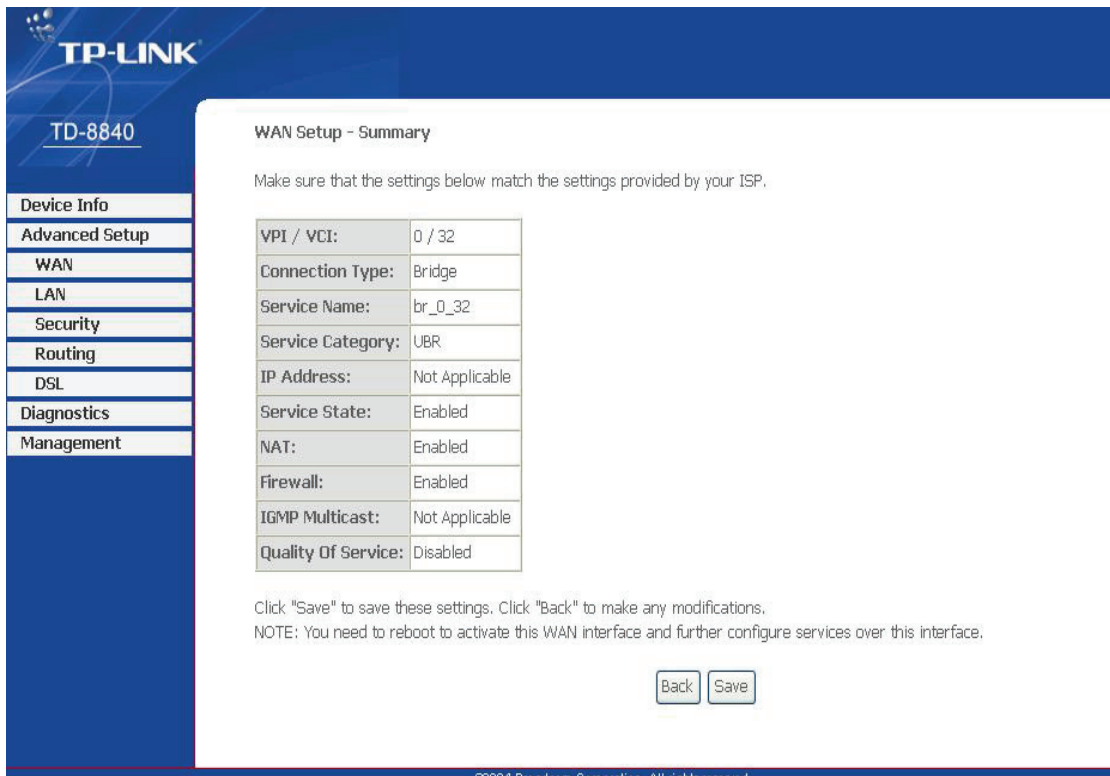 TP-LINK
TD-8840
Device Info
Advanced Setup
WAN
LAN
Security
Routing
DSL
Diagnostics
Management
WAN Setup - Summary
Make sure that the settings below match the settings provided by your ISP.
VPI / VCI: 0 / 32
Connection Type: Bridge
Service Name: br_0_32
Service Category: UBR
IP Address: Not Applicable
Service State: Enabled
NAT: Enabled
Firewall: Enabled
IGMP Multicast: Not Applicable
Quality Of Service: Disabled
Click "Save" to save these settings. Click "Back" to make any modifications.
NOTE: You need to reboot to activate this WAN interface and further configure services over this interface.
Back Save